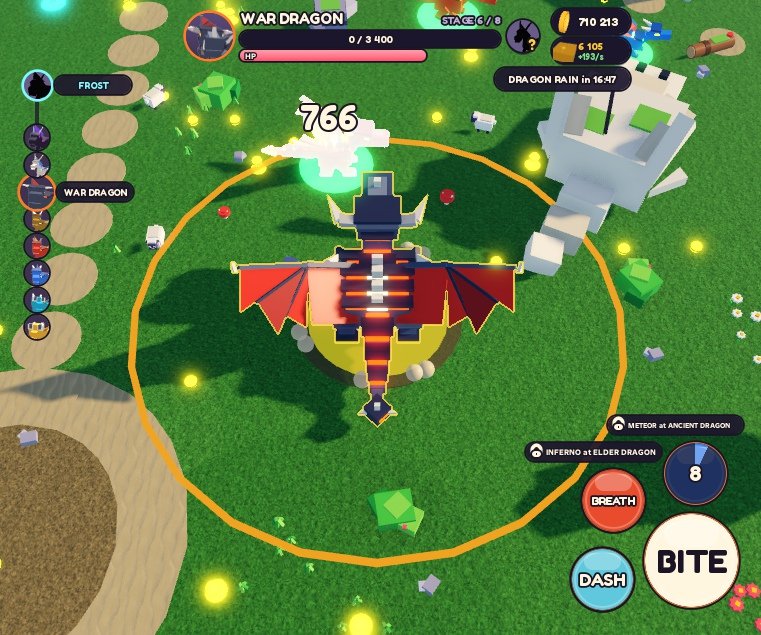 WAR DRAGON
STAGE 6 / 8
0 / 3 400
HP
?
710 213
6 105
+193/s
DRAGON RAIN in 16:47
FROST
WAR DRAGON
766
METEOR at ANCIENT DRAGON
INFERNO at ELDER DRAGON
8
BREATH
BITE
DASH